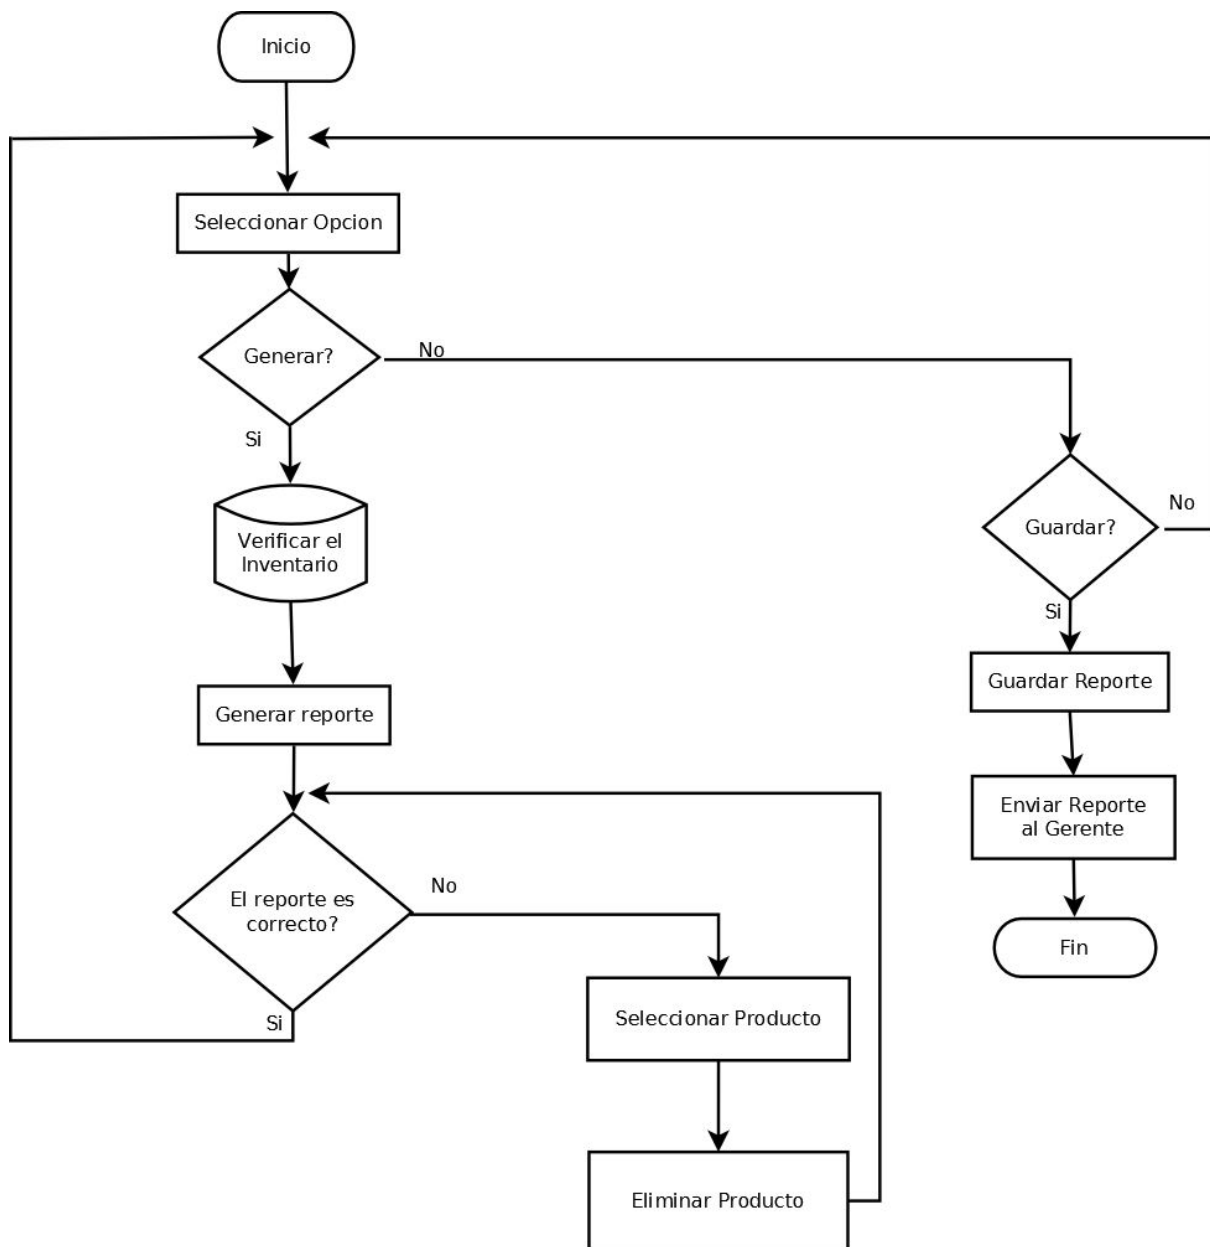 Inicio
Seleccionar Opcion
Generar?
No
Si
Verificar el
Inventario
Generar reporte
El reporte es
correcto?
No
Si
Seleccionar Producto
Eliminar Producto
Guardar?
No
Si
Guardar Reporte
Enviar Reporte
al Gerente
Fin